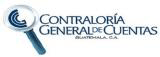 CONTRALORÍA
GENERAL DE CUENTAS
GUATEMALA, C.A.